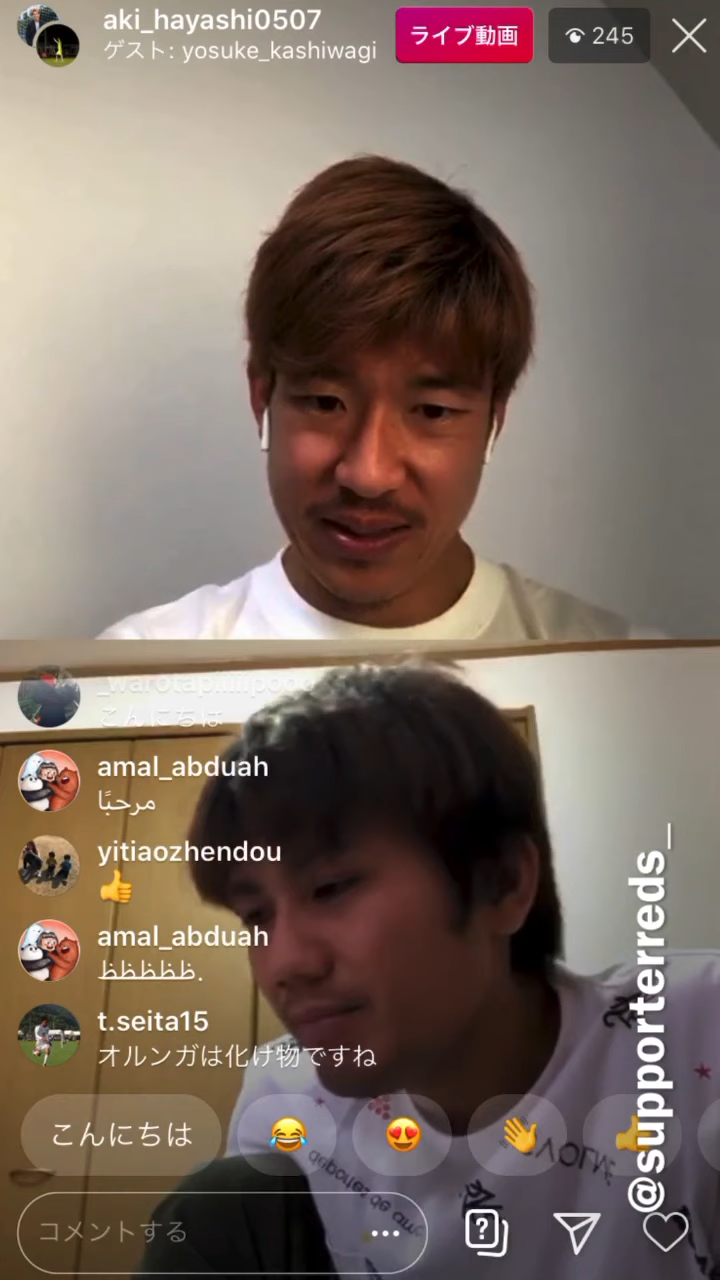 aki_hayashi0507
ゲスト: yosuke_kashiwagi
ライブ動画
245
_warotapiiiiipooo
こんにちは
amal_abduah
مرحبًا
yitiaozhendou
👍
amal_abduah
ظظظظظ.
t.seita15
オルンガは化け物ですね
こんにちは 😂 😍 👋 👍
コメントする
@supporterreds_